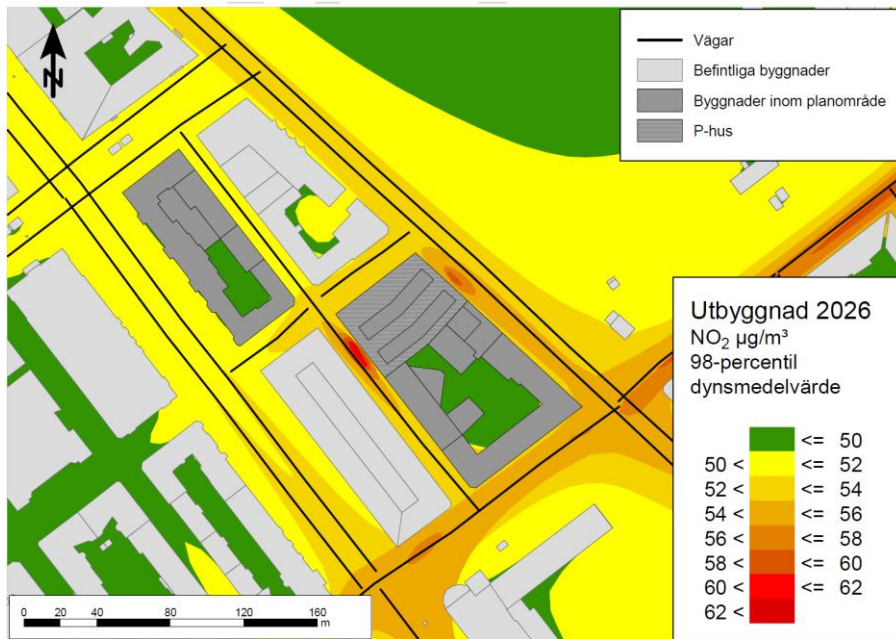 N
Vägar
Befintliga byggnader
Byggnader inom planområde
P-hus
Utbyggnad 2026
NO₂ µg/m³
98-percentil
dynsmedelvärde
<= 50
50 < <= 52
52 < <= 54
54 < <= 56
56 < <= 58
58 < <= 60
60 < <= 62
62 <
0 20 40 80 120 160
m